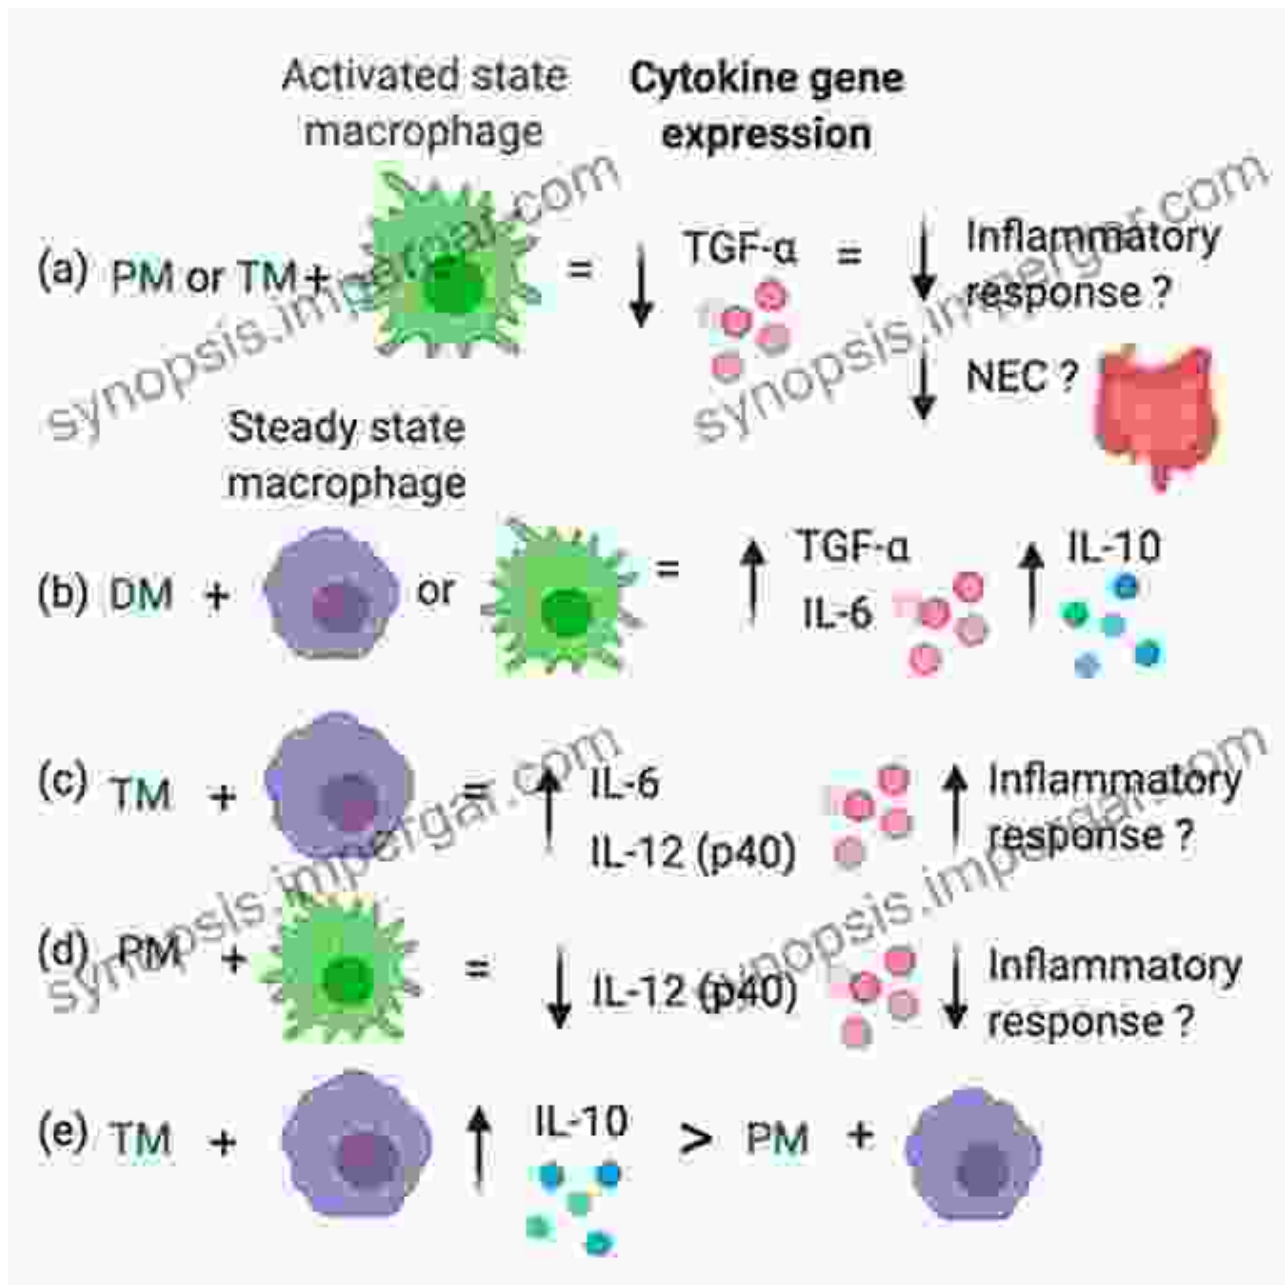 Activated state macrophage
Cytokine gene expression
(a) PM or TM + = ↓ TGF-α = ↓ Inflammatory response ?
↓ NEC ?
Steady state macrophage
(b) DM + or = ↑ TGF-α IL-6 ↑ IL-10
(c) TM + = ↑ IL-6 IL-12 (p40) ↑ Inflammatory response ?
(d) PM + = ↓ IL-12 (p40) ↓ Inflammatory response ?
(e) TM + ↑ IL-10 > PM +
synopsis.impergar.com
synopsis.impergar.com
synopsis.impergar.com
synopsis.impergar.com